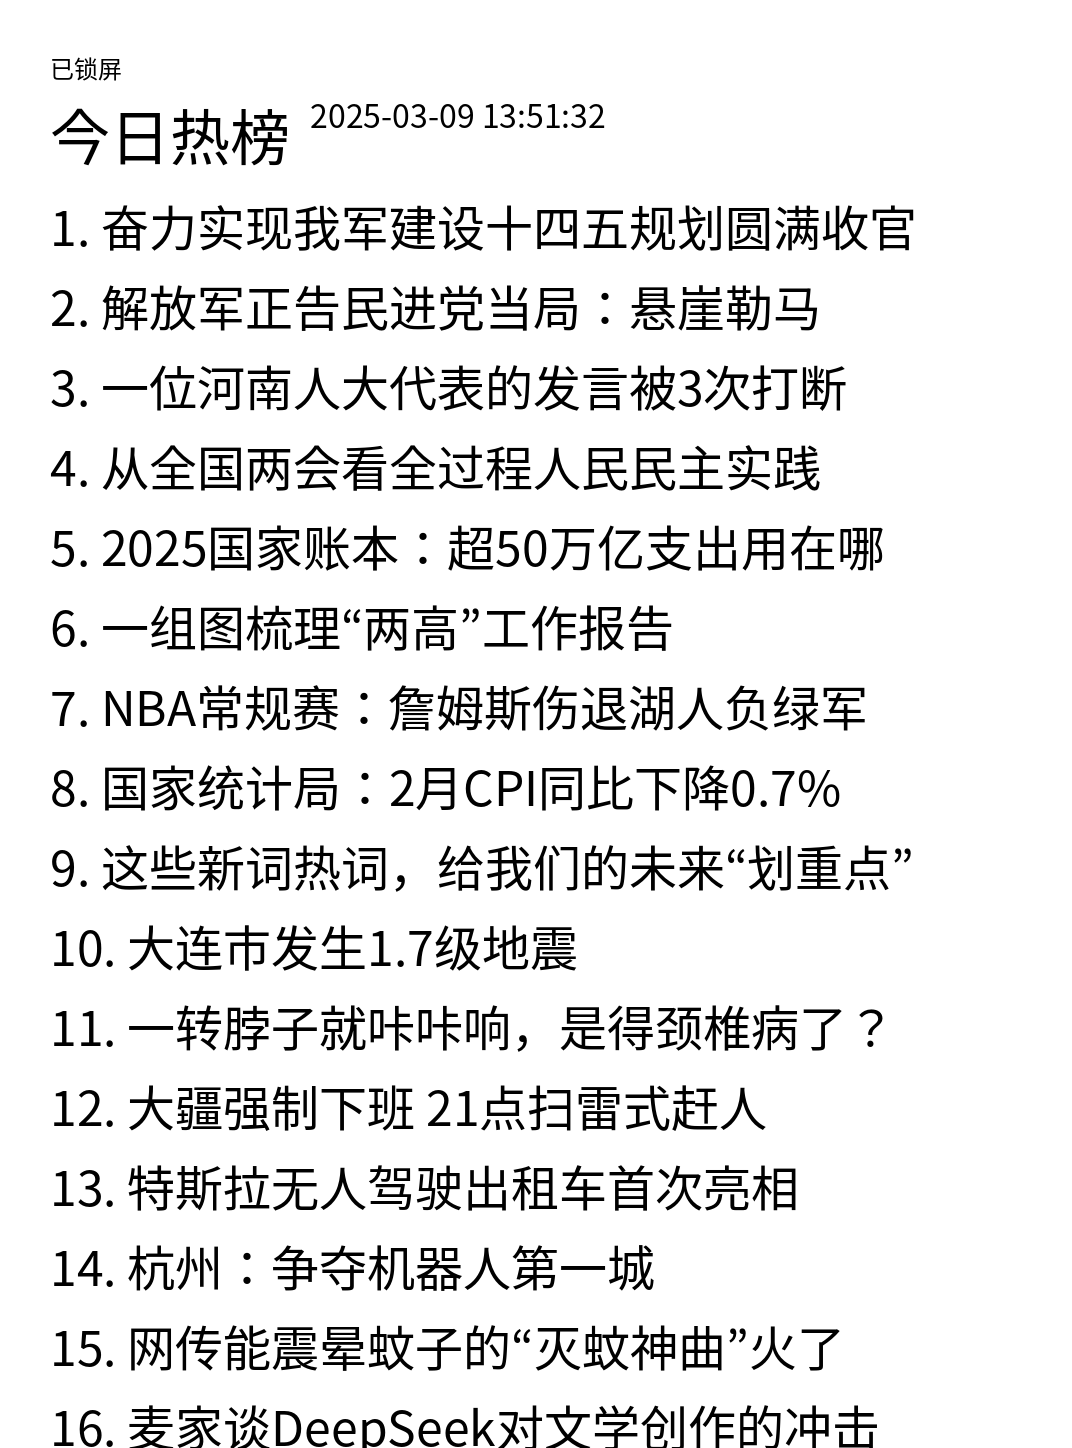 已锁屏
今日热榜 2025-03-09 13:51:32
1. 奋力实现我军建设十四五规划圆满收官
2. 解放军正告民进党当局：悬崖勒马
3. 一位河南人大代表的发言被3次打断
4. 从全国两会看全过程人民民主实践
5. 2025国家账本：超50万亿支出用在哪
6. 一组图梳理“两高”工作报告
7. NBA常规赛：詹姆斯伤退湖人负绿军
8. 国家统计局：2月CPI同比下降0.7%
9. 这些新词热词，给我们的未来“划重点”
10. 大连市发生1.7级地震
11. 一转脖子就咔咔响，是得颈椎病了？
12. 大疆强制下班 21点扫雷式赶人
13. 特斯拉无人驾驶出租车首次亮相
14. 杭州：争夺机器人第一城
15. 网传能震晕蚊子的“灭蚊神曲”火了
16. 麦家谈DeepSeek对文学创作的冲击